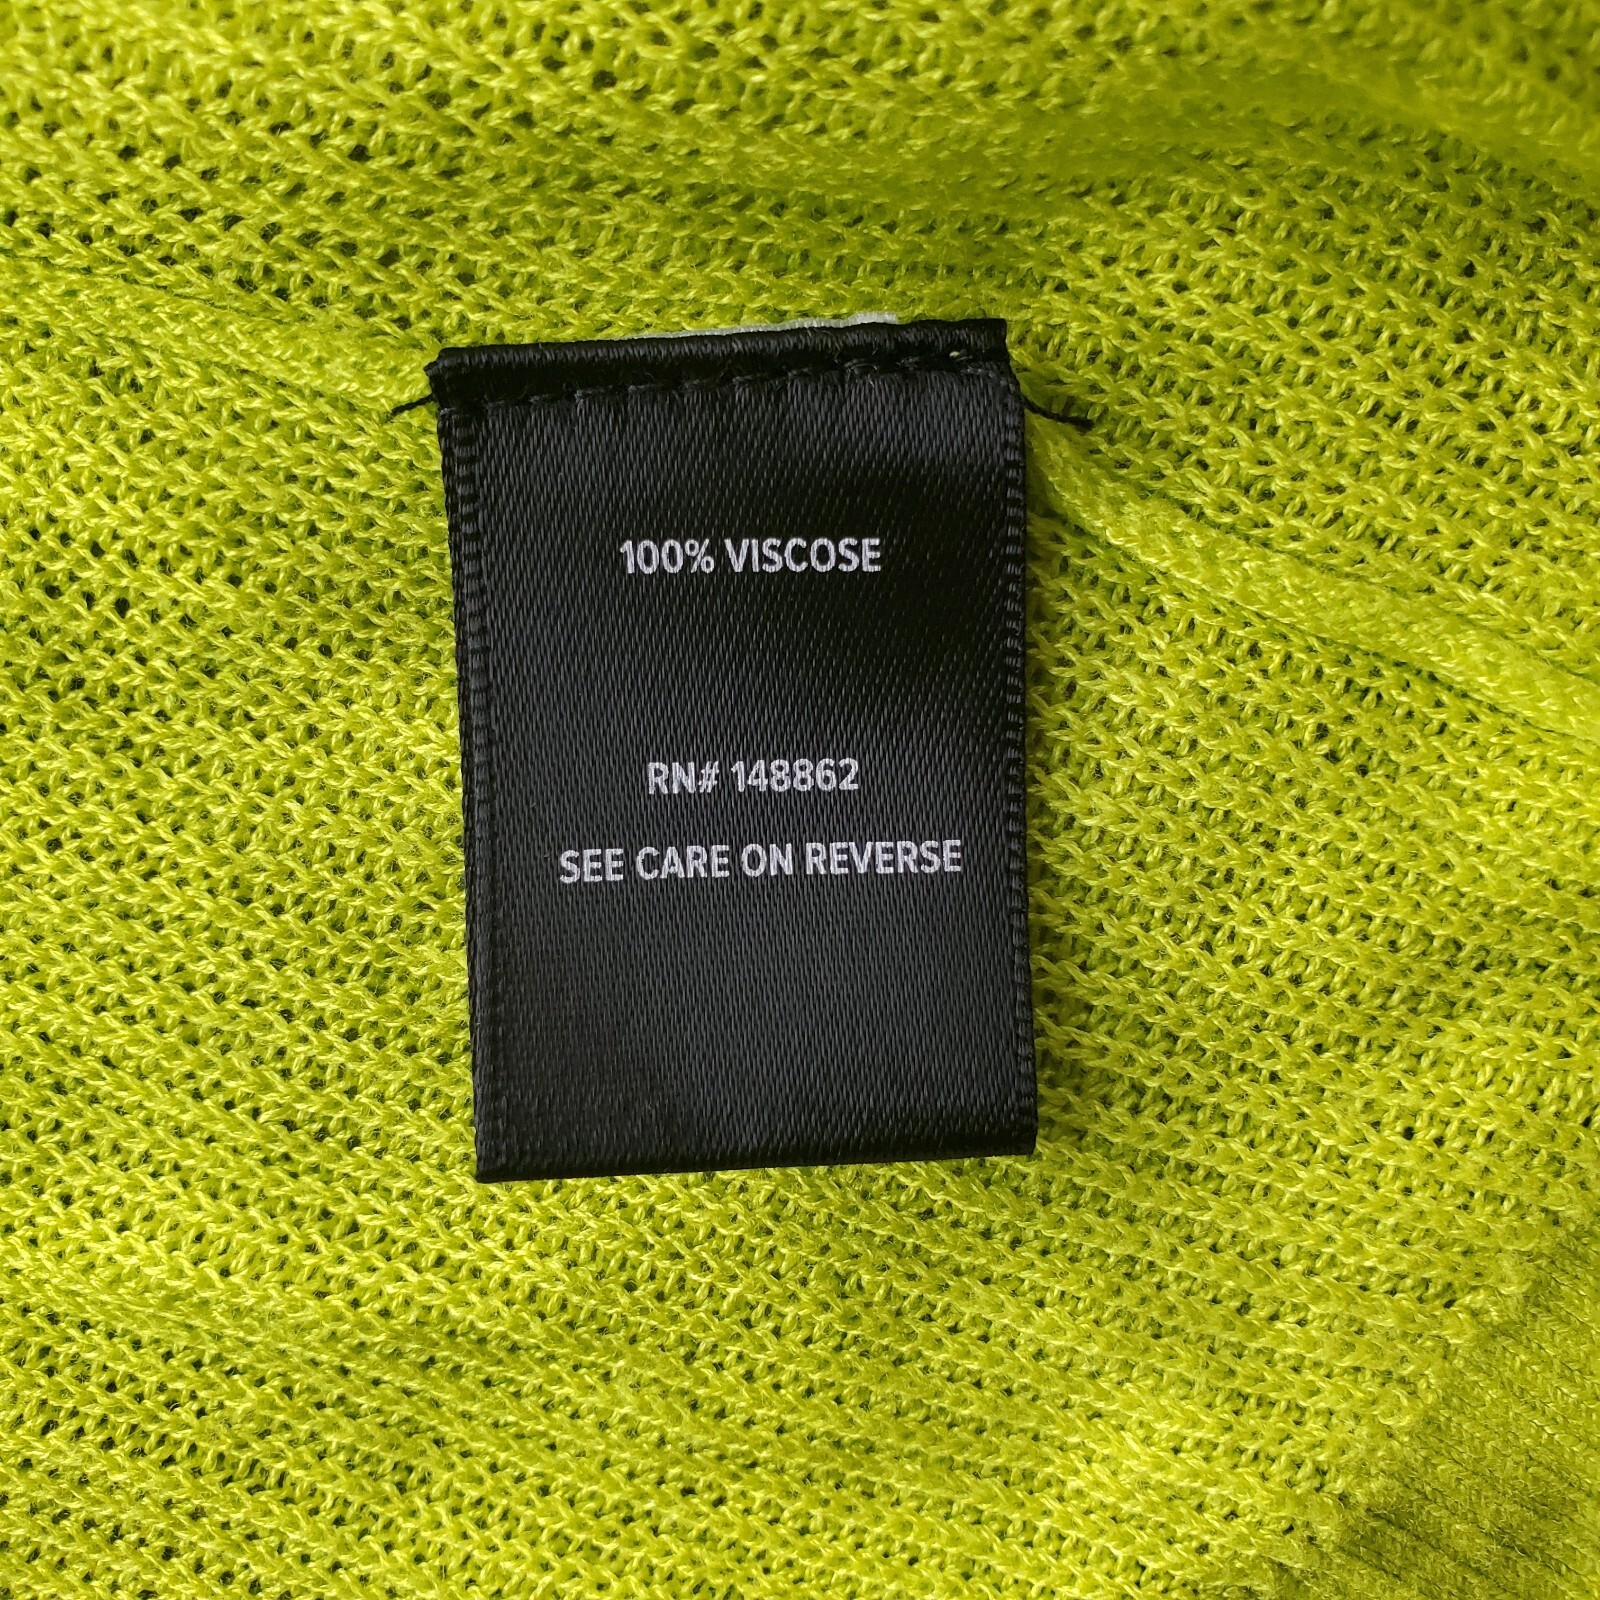 100% VISCOSE
RN# 148862
SEE CARE ON REVERSE